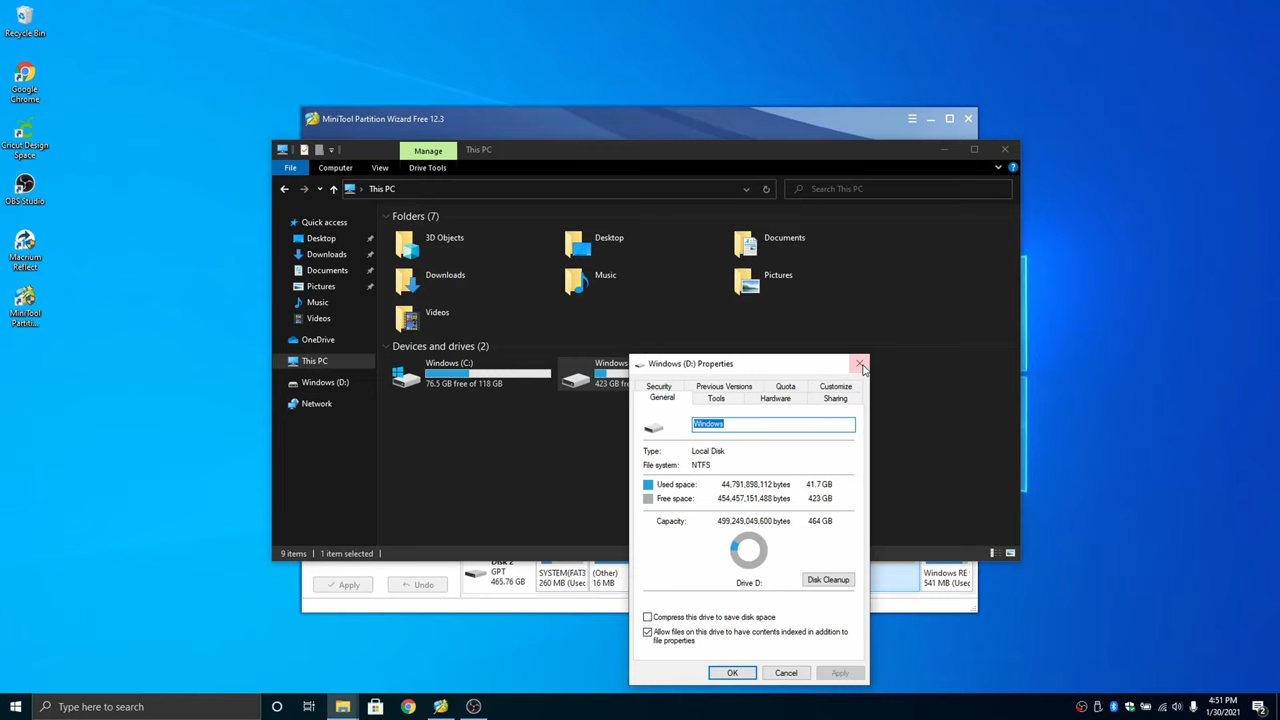 Recycle Bin
Google
Chrome
Cricut Design
Space
OBS Studio
Macrium
Reflect
MiniTool
Partiti...
MiniTool Partition Wizard Free 12.3
Manage
This PC
File
Computer
View
Drive Tools
This PC
Search This PC
Quick access
Desktop
Downloads
Documents
Pictures
Music
Videos
OneDrive
This PC
Windows (D:)
Network
Folders (7)
3D Objects
Desktop
Documents
Downloads
Music
Pictures
Videos
Devices and drives (2)
Windows (C:)
76.5 GB free of 118 GB
Windows
423 GB
9 items
1 item selected
Windows (D:) Properties
Security
Previous Versions
Quota
Customize
General
Tools
Hardware
Sharing
Windows
Type: Local Disk
File system: NTFS
Used space: 44,791,898,112 bytes 41.7 GB
Free space: 454,457,151,488 bytes 423 GB
Capacity: 499,249,049,600 bytes 464 GB
Drive D:
Disk Cleanup
Compress this drive to save disk space
Allow files on this drive to have contents indexed in addition to
file properties
OK
Cancel
Apply
Apply
Undo
Disk 2
GPT
465.76 GB
SYSTEM(FAT3
260 MB (Used
(Other)
16 MB
Windows RE
541 MB (Used
Type here to search
4:51 PM
1/30/2021
2